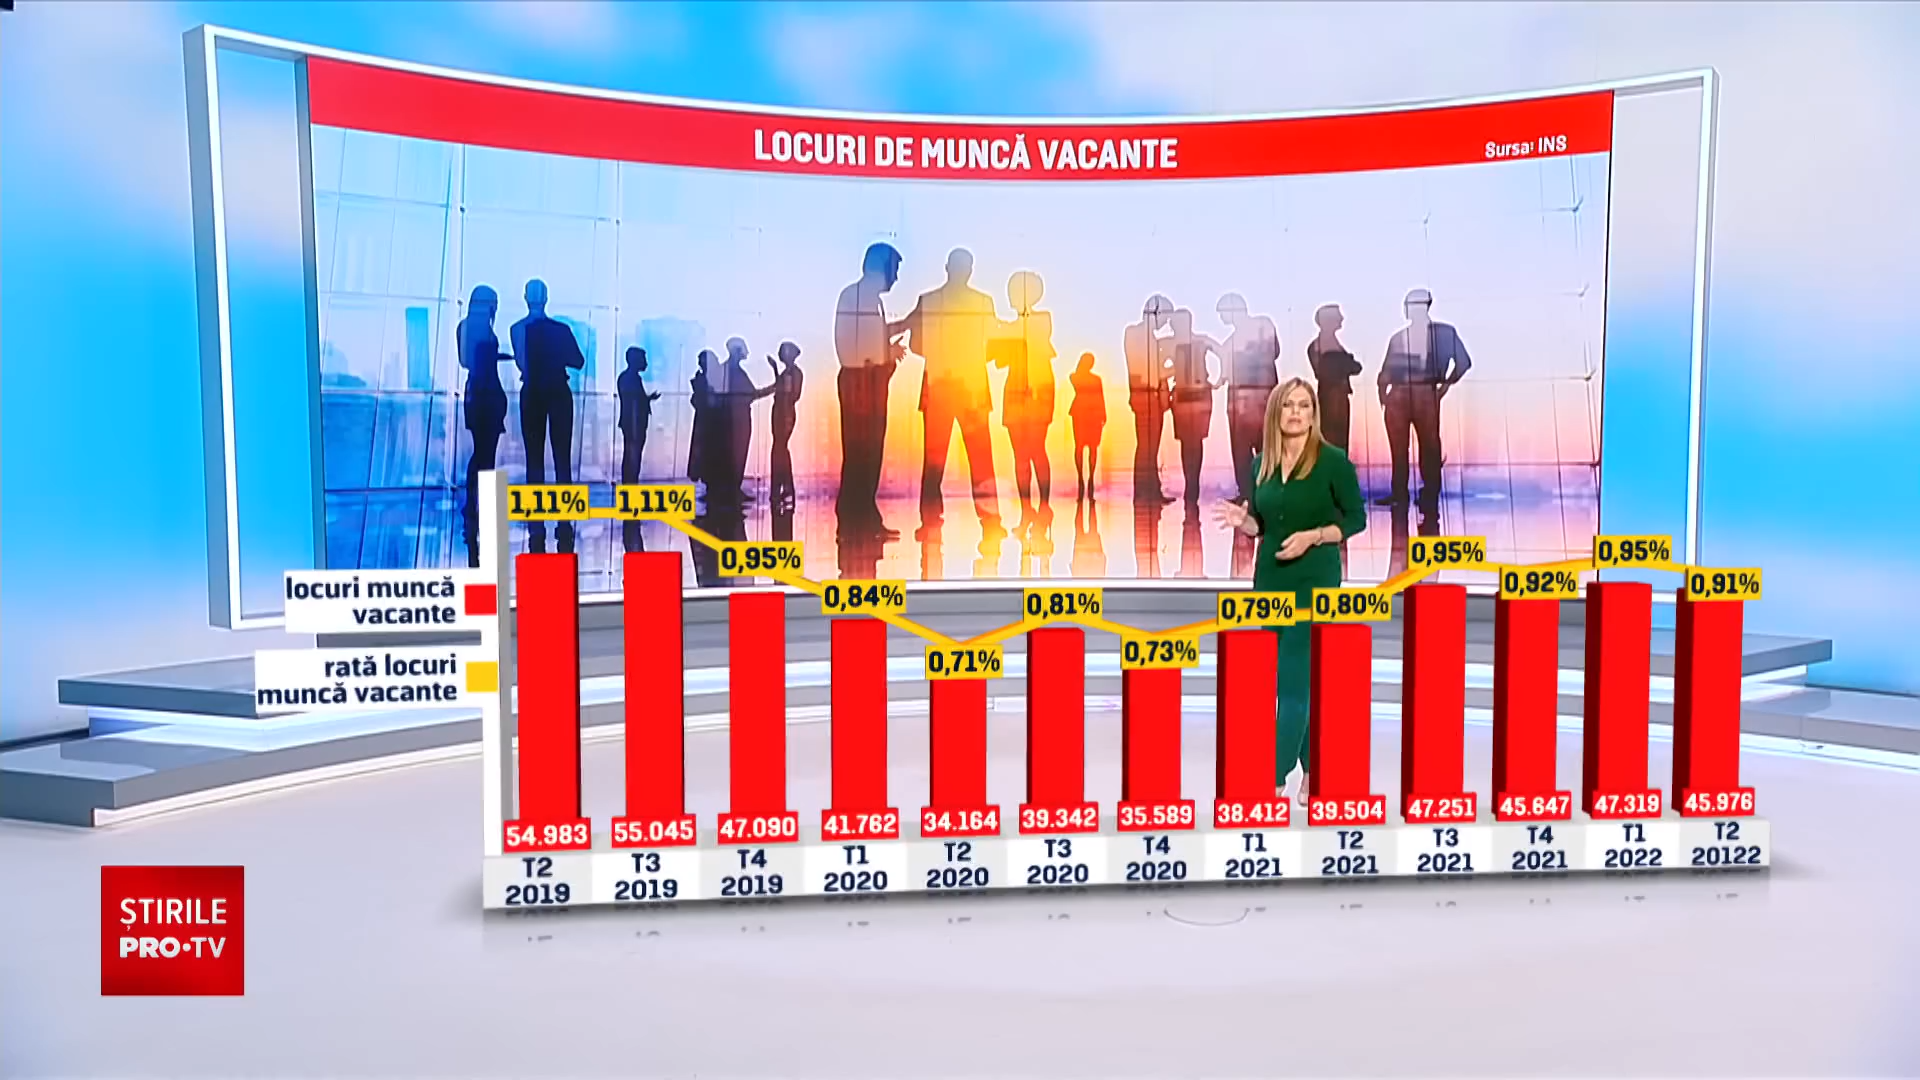 LOCURI DE MUNCĂ VACANTE
Sursa: INS
locuri muncă
vacante
rată locuri
muncă vacante
1,11%
1,11%
0,95%
0,84%
0,71%
0,81%
0,73%
0,79%
0,80%
0,95%
0,92%
0,95%
0,91%
54.983
55.045
47.090
41.762
34.164
39.342
35.589
38.412
39.504
47.251
45.647
47.319
45.976
T2
2019
T3
2019
T4
2019
T1
2020
T2
2020
T3
2020
T4
2020
T1
2021
T2
2021
T3
2021
T4
2021
T1
2022
T2
20122
ȘTIRILE
PRO•TV